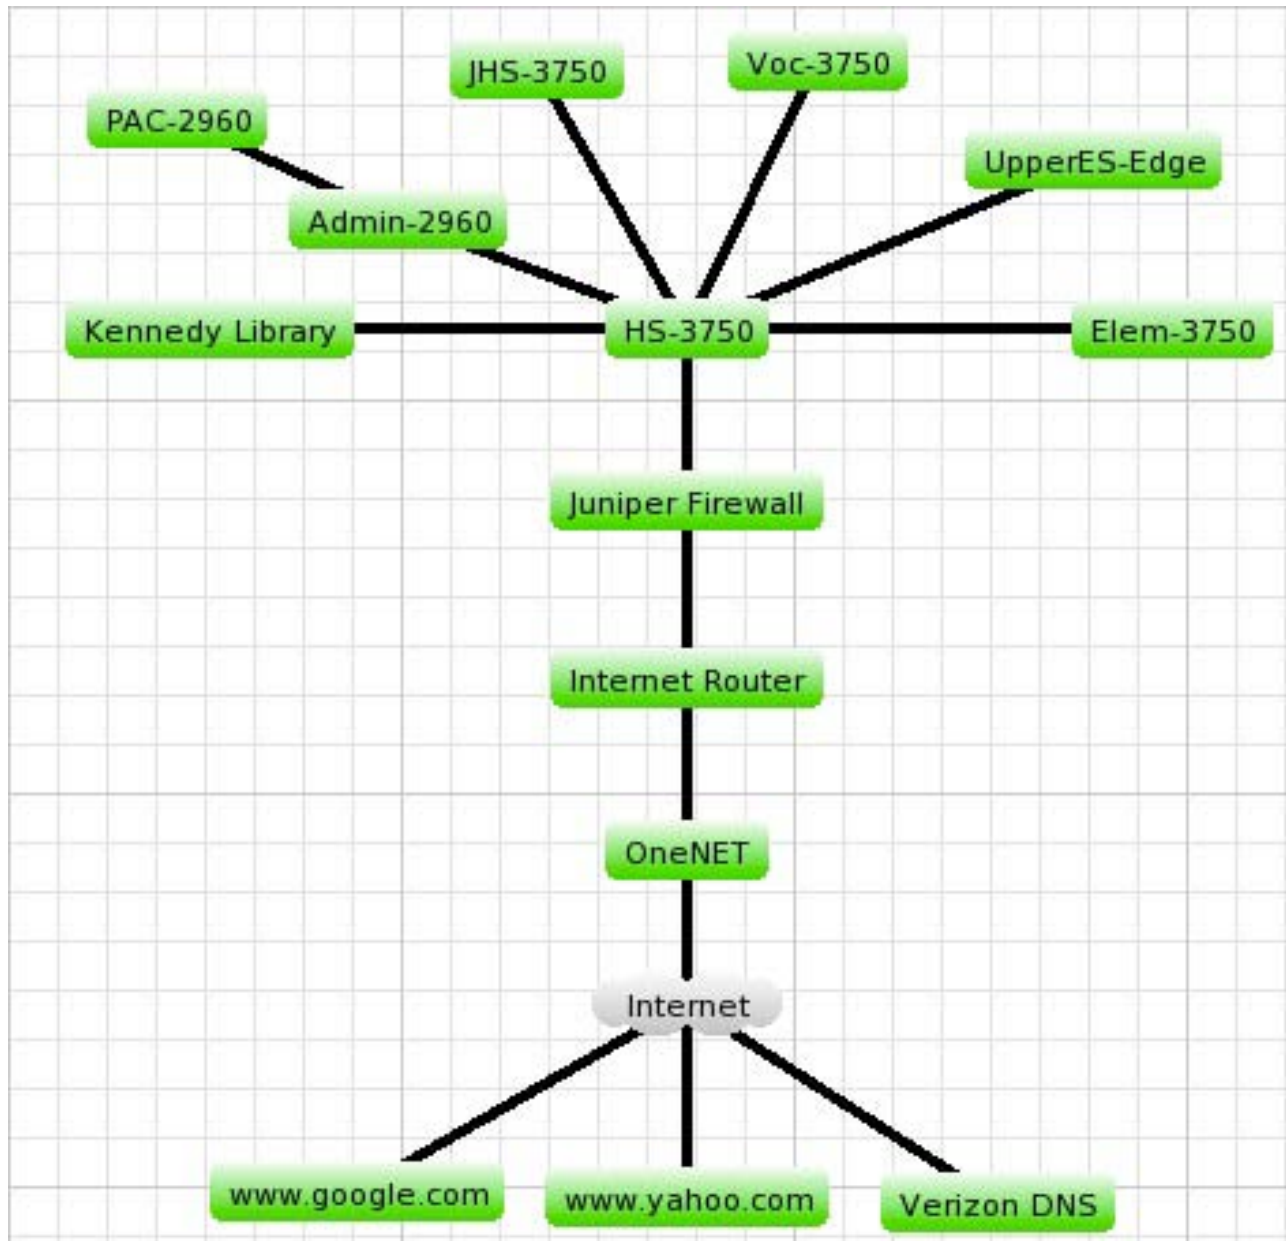 JHS-3750
Voc-3750
PAC-2960
UpperES-Edge
Admin-2960
Kennedy Library
HS-3750
Elem-3750
Juniper Firewall
Internet Router
OneNET
Internet
www.google.com
www.yahoo.com
Verizon DNS